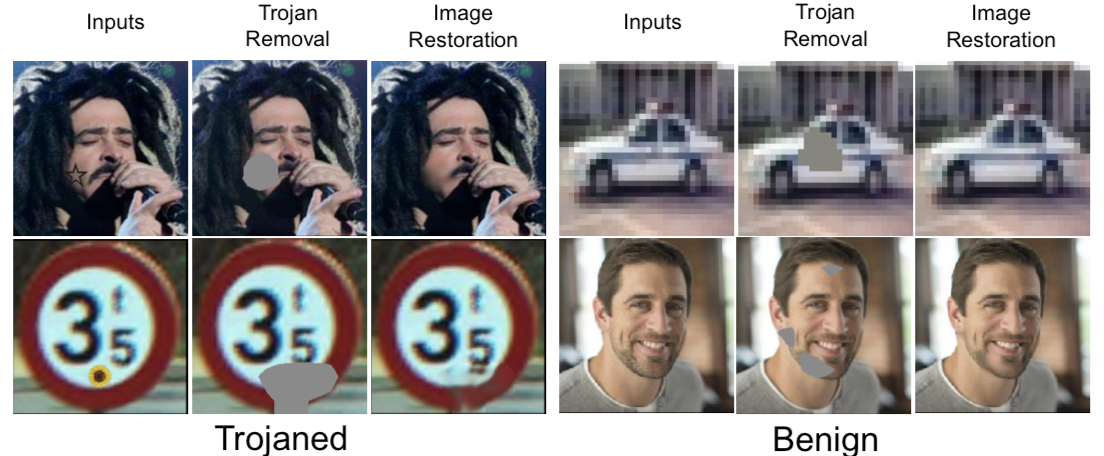 Inputs
Trojan
Removal
Image
Restoration
Inputs
Trojan
Removal
Image
Restoration
3 t
5
3 t
5
3 t
5
Trojaned
Benign